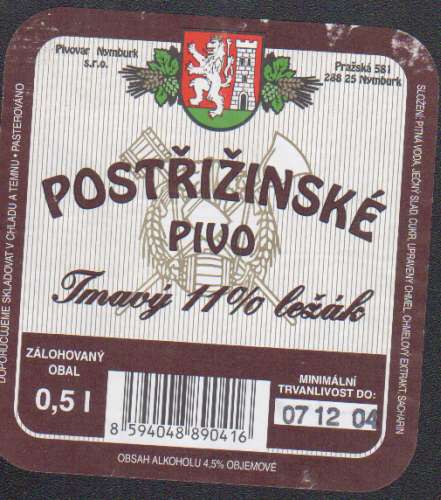 Pivovar Nymburk
s.r.o.
Pražská 581
288 25 Nymburk
POSTŘIŽINSKÉ
PIVO
Tmavý 11% ležák
DOPORUČUJEME SKLADOVAT V CHLADU A TEMNU • PASTEROVÁNO
SLOŽENÍ: PITNÁ VODA, JEČNÝ SLAD, CUKR, UPRAVENÝ CHMEL, CHMELOVÝ EXTRAKT, SACHARIN
ZÁLOHOVANÝ
OBAL
0,5 l
8 594048 890416
MINIMÁLNÍ
TRVANLIVOST DO:
07 12 04
OBSAH ALKOHOLU 4,5% OBJEMOVÉ